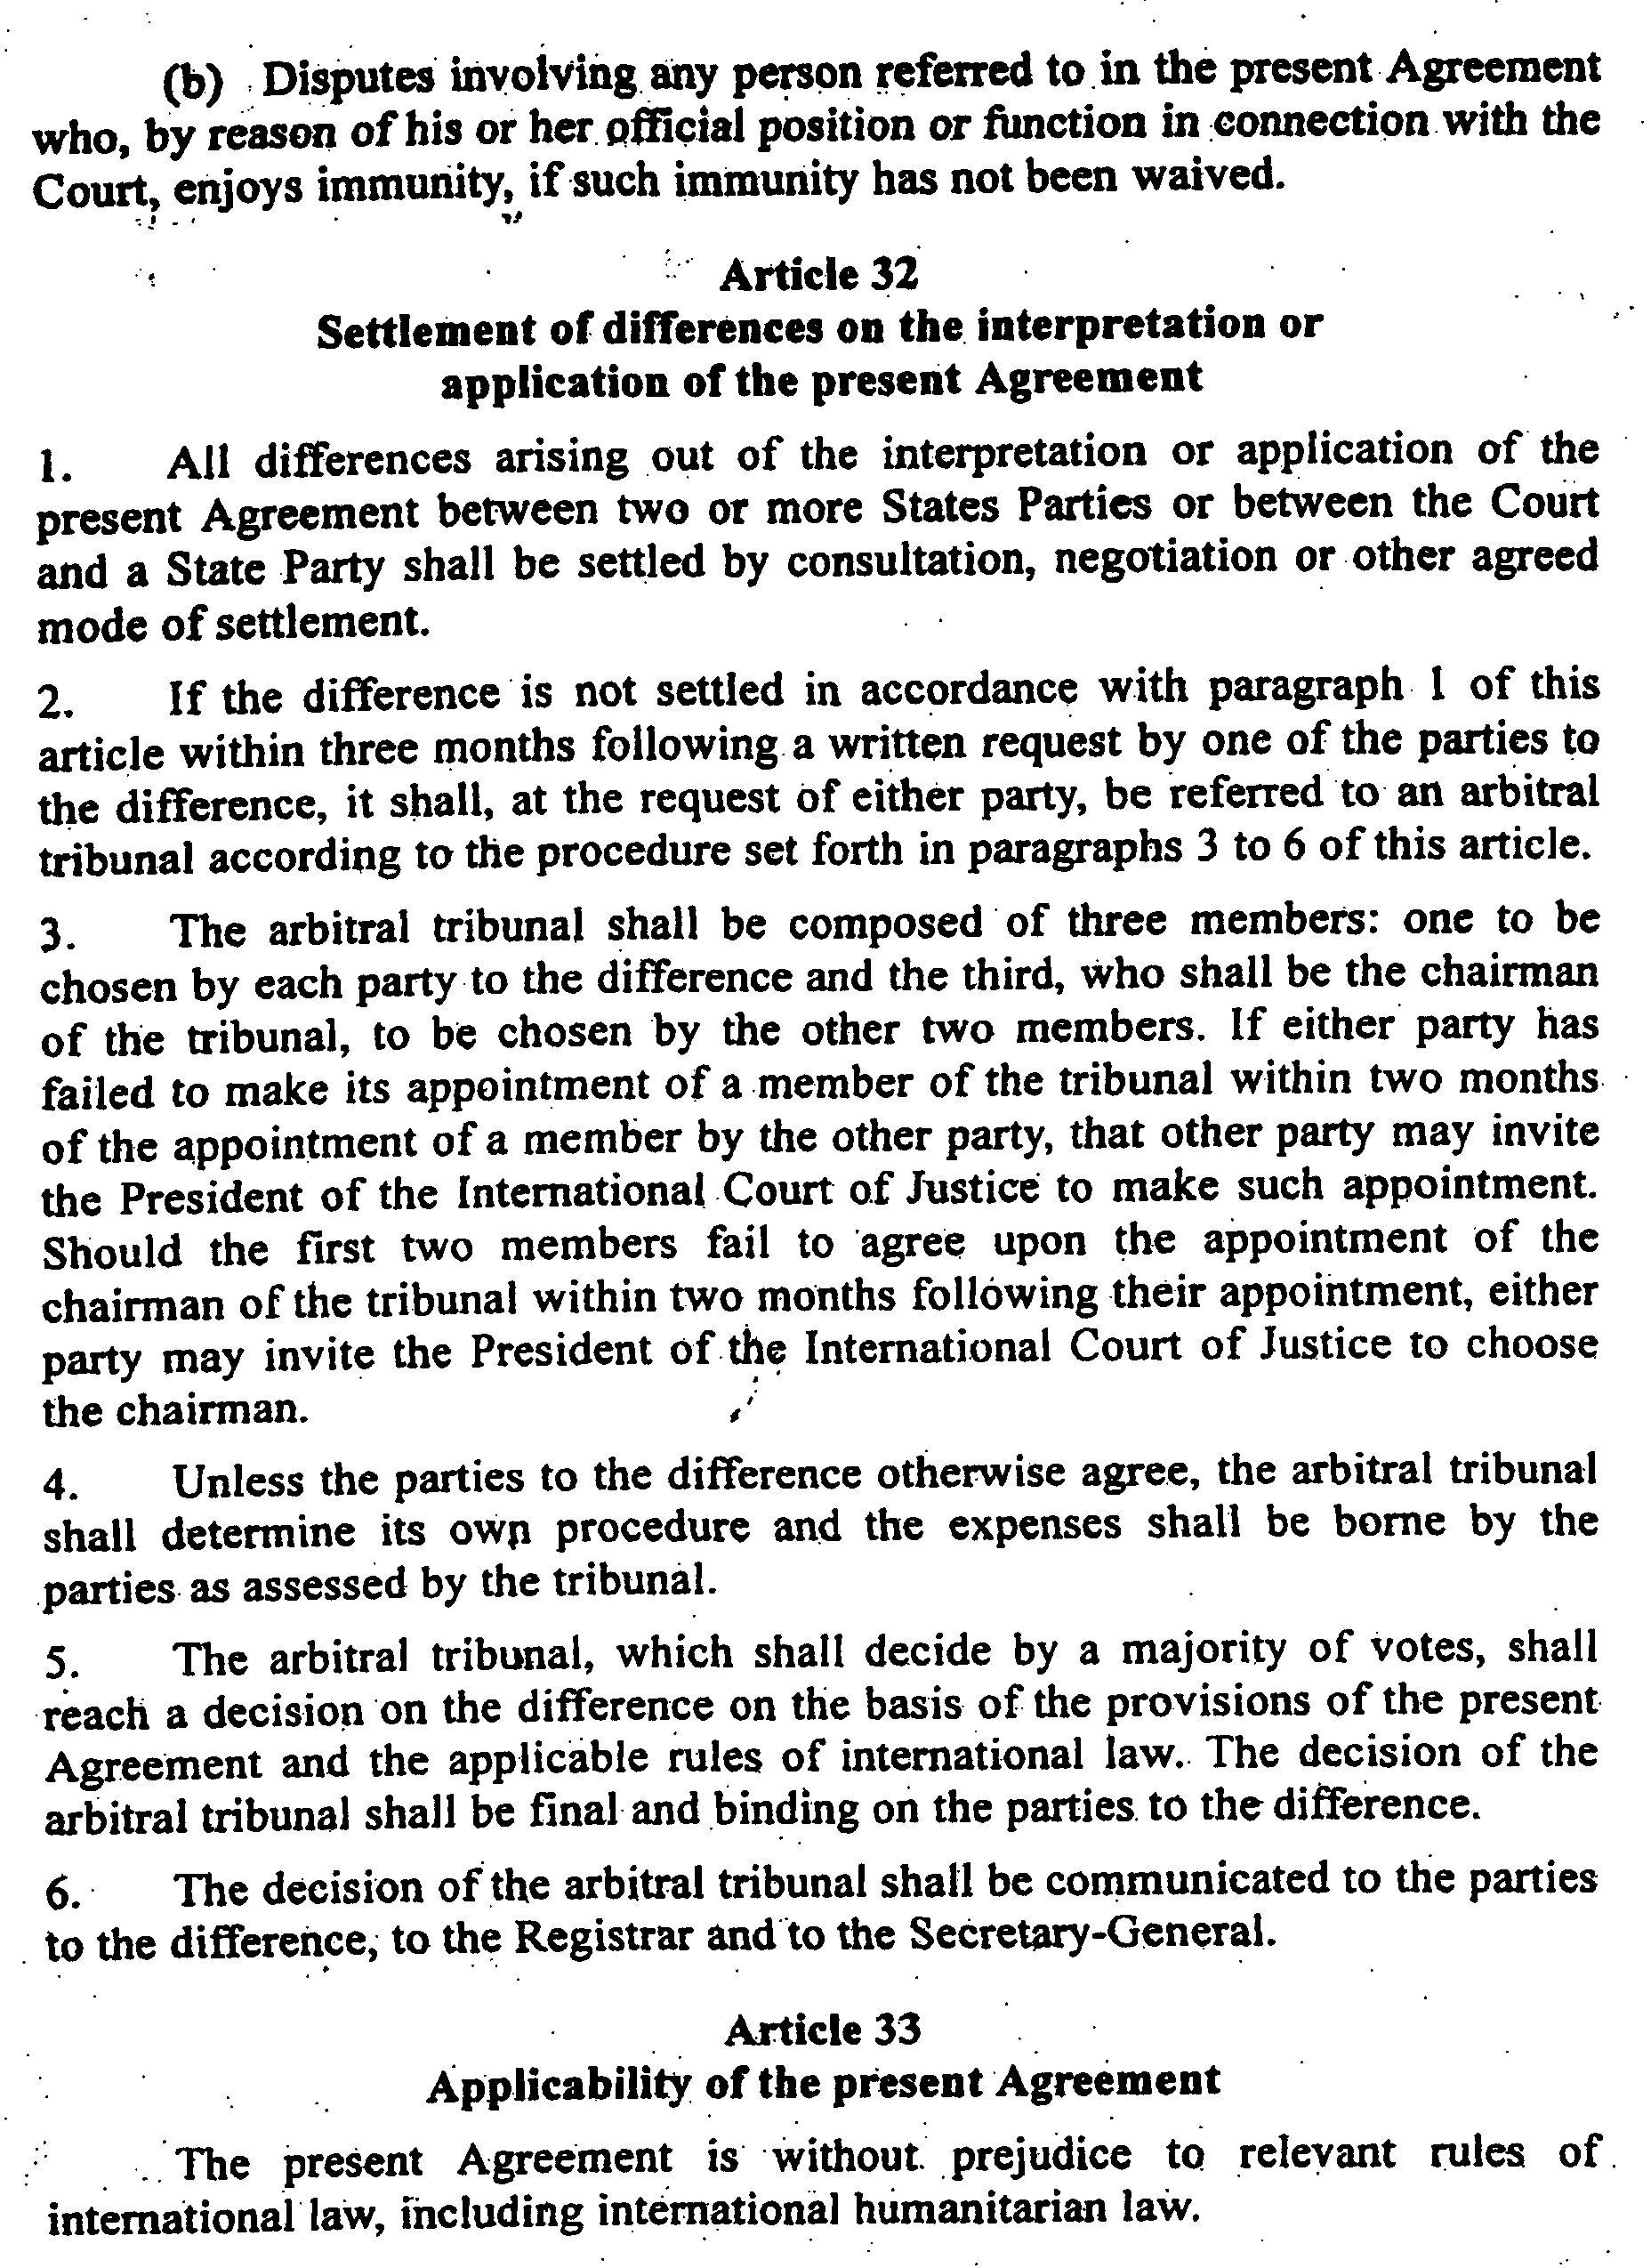 (b) Disputes involving any person referred to in the present Agreement
who, by reason of his or her official position or function in connection with the
Court, enjoys immunity, if such immunity has not been waived.
Article 32
Settlement of differences on the interpretation or
application of the present Agreement
1. All differences arising out of the interpretation or application of the
present Agreement between two or more States Parties or between the Court
and a State Party shall be settled by consultation, negotiation or other agreed
mode of settlement.
2. If the difference is not settled in accordance with paragraph 1 of this
article within three months following a written request by one of the parties to
the difference, it shall, at the request of either party, be referred to an arbitral
tribunal according to the procedure set forth in paragraphs 3 to 6 of this article.
3. The arbitral tribunal shall be composed of three members: one to be
chosen by each party to the difference and the third, who shall be the chairman
of the tribunal, to be chosen by the other two members. If either party has
failed to make its appointment of a member of the tribunal within two months
of the appointment of a member by the other party, that other party may invite
the President of the International Court of Justice to make such appointment.
Should the first two members fail to agree upon the appointment of the
chairman of the tribunal within two months following their appointment, either
party may invite the President of the International Court of Justice to choose
the chairman.
4. Unless the parties to the difference otherwise agree, the arbitral tribunal
shall determine its own procedure and the expenses shall be borne by the
parties as assessed by the tribunal.
5. The arbitral tribunal, which shall decide by a majority of votes, shall
reach a decision on the difference on the basis of the provisions of the present
Agreement and the applicable rules of international law. The decision of the
arbitral tribunal shall be final and binding on the parties to the difference.
6. The decision of the arbitral tribunal shall be communicated to the parties
to the difference, to the Registrar and to the Secretary-General.
Article 33
Applicability of the present Agreement
The present Agreement is without prejudice to relevant rules of
international law, including international humanitarian law.